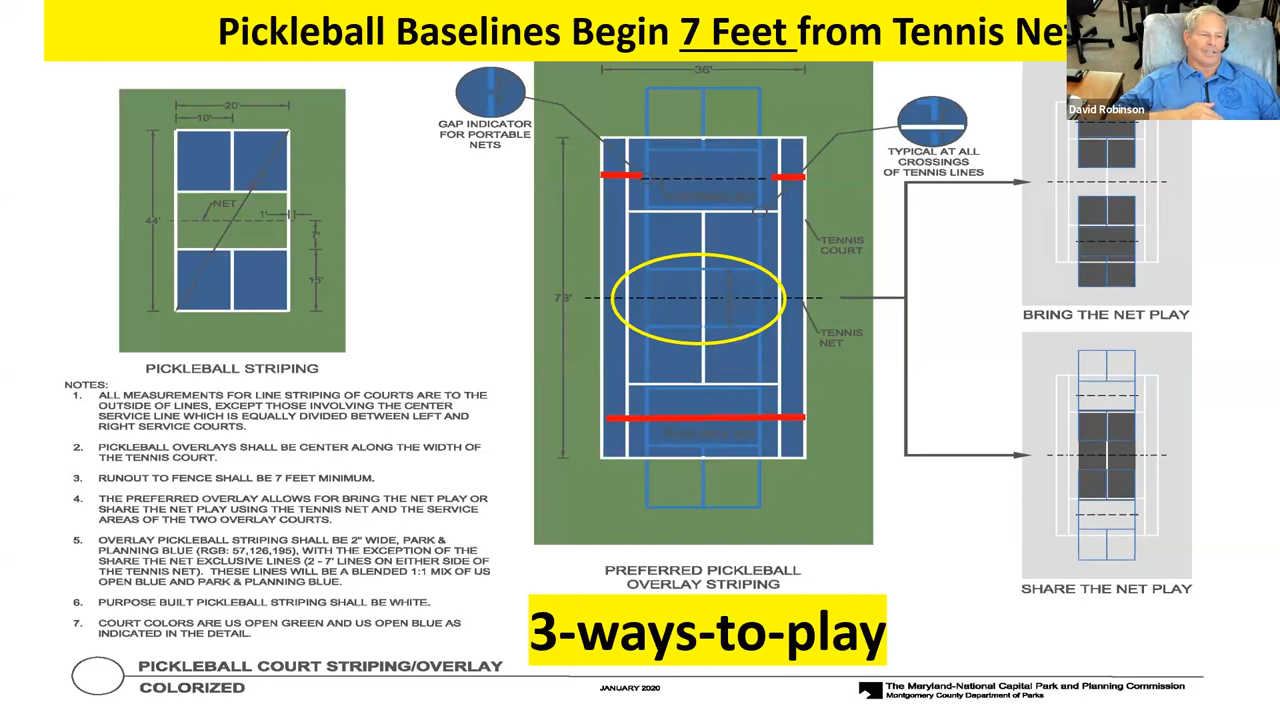 Pickleball Baselines Begin 7 Feet from Tennis Ne
David Robinson
20'
10'
NET
1'
44'
7'
15'
PICKLEBALL STRIPING
GAP INDICATOR
FOR PORTABLE
NETS
36'
78'
TYPICAL AT ALL
CROSSINGS
OF TENNIS LINES
TENNIS
COURT
TENNIS
NET
PREFERRED PICKLEBALL
OVERLAY STRIPING
BRING THE NET PLAY
SHARE THE NET PLAY
NOTES:
1. ALL MEASUREMENTS FOR LINE STRIPING OF COURTS ARE TO THE
OUTSIDE OF LINES, EXCEPT THOSE INVOLVING THE CENTER
SERVICE LINE WHICH IS EQUALLY DIVIDED BETWEEN LEFT AND
RIGHT SERVICE COURTS.
2. PICKLEBALL OVERLAYS SHALL BE CENTER ALONG THE WIDTH OF
THE TENNIS COURT.
3. RUNOUT TO FENCE SHALL BE 7 FEET MINIMUM.
4. THE PREFERRED OVERLAY ALLOWS FOR BRING THE NET PLAY OR
SHARE THE NET PLAY USING THE TENNIS NET AND THE SERVICE
AREAS OF THE TWO OVERLAY COURTS.
5. OVERLAY PICKLEBALL STRIPING SHALL BE 2" WIDE, PARK &
PLANNING BLUE (RGB: 57,126,195), WITH THE EXCEPTION OF THE
SHARE THE NET EXCLUSIVE LINES (2 - 7' LINES ON EITHER SIDE OF
THE TENNIS NET). THESE LINES WILL BE A BLENDED 1:1 MIX OF US
OPEN BLUE AND PARK & PLANNING BLUE.
6. PURPOSE BUILT PICKLEBALL STRIPING SHALL BE WHITE.
7. COURT COLORS ARE US OPEN GREEN AND US OPEN BLUE AS
INDICATED IN THE DETAIL.
3-ways-to-play
PICKLEBALL COURT STRIPING/OVERLAY
COLORIZED
JANUARY 2020
The Maryland-National Capital Park and Planning Commission
Montgomery County Department of Parks